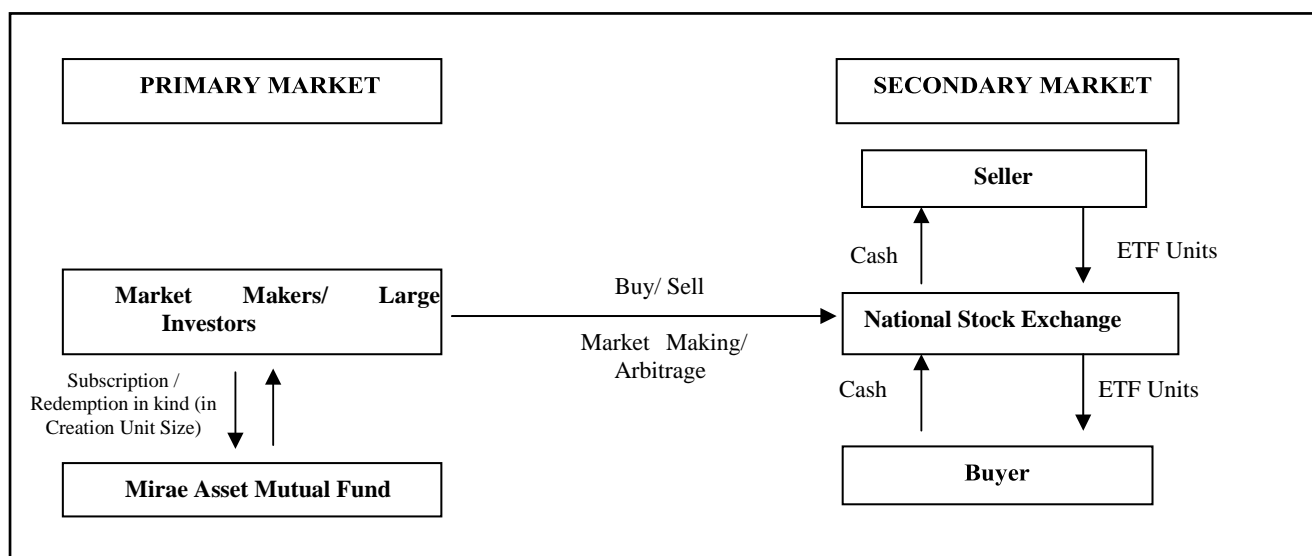 PRIMARY MARKET
SECONDARY MARKET
Seller
Cash
ETF Units
Market Makers/ Large
Investors
Buy/ Sell
Market Making/
Arbitrage
National Stock Exchange
Subscription /
Redemption in kind (in
Creation Unit Size)
Cash
ETF Units
Mirae Asset Mutual Fund
Buyer